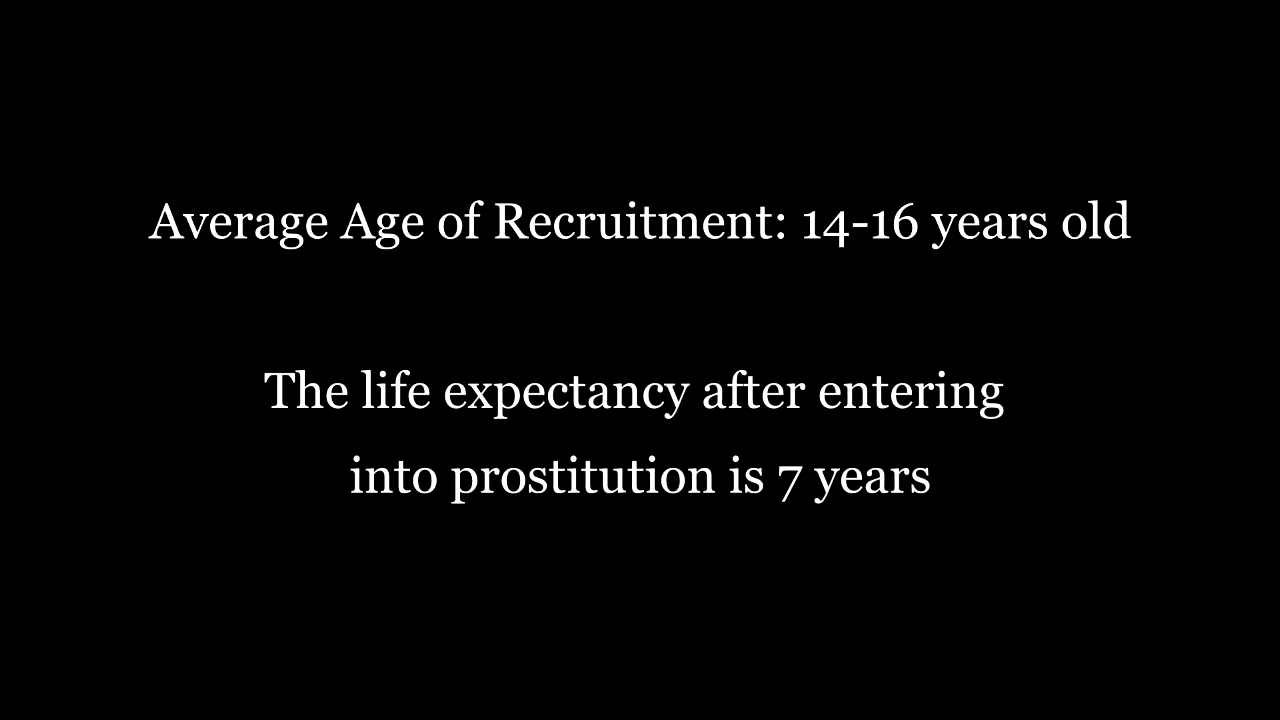 Average Age of Recruitment: 14-16 years old
The life expectancy after entering
into prostitution is 7 years